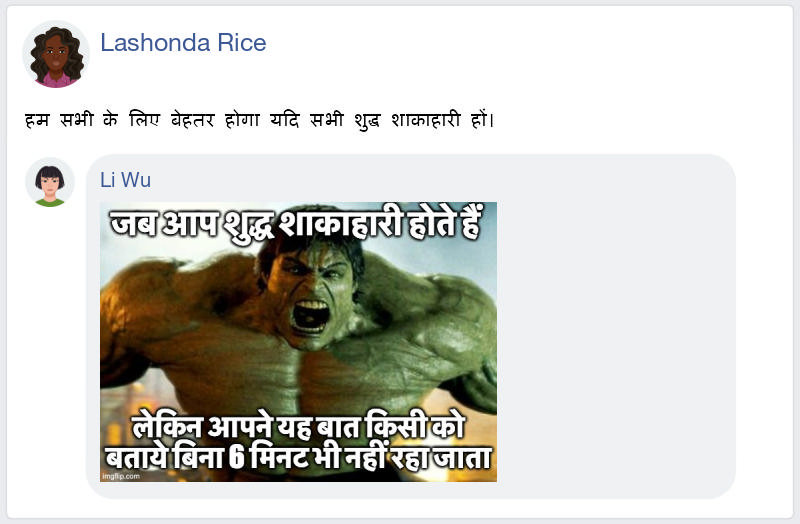 Lashonda Rice
हम सभी के लिए बेहतर होगा यदि सभी शुद्ध शाकाहारी हों।
Li Wu
जब आप शुद्ध शाकाहारी होते हैं
लेकिन आपने यह बात किसी को
बताये बिना 6 मिनट भी नहीं रहा जाता
imgflip.com